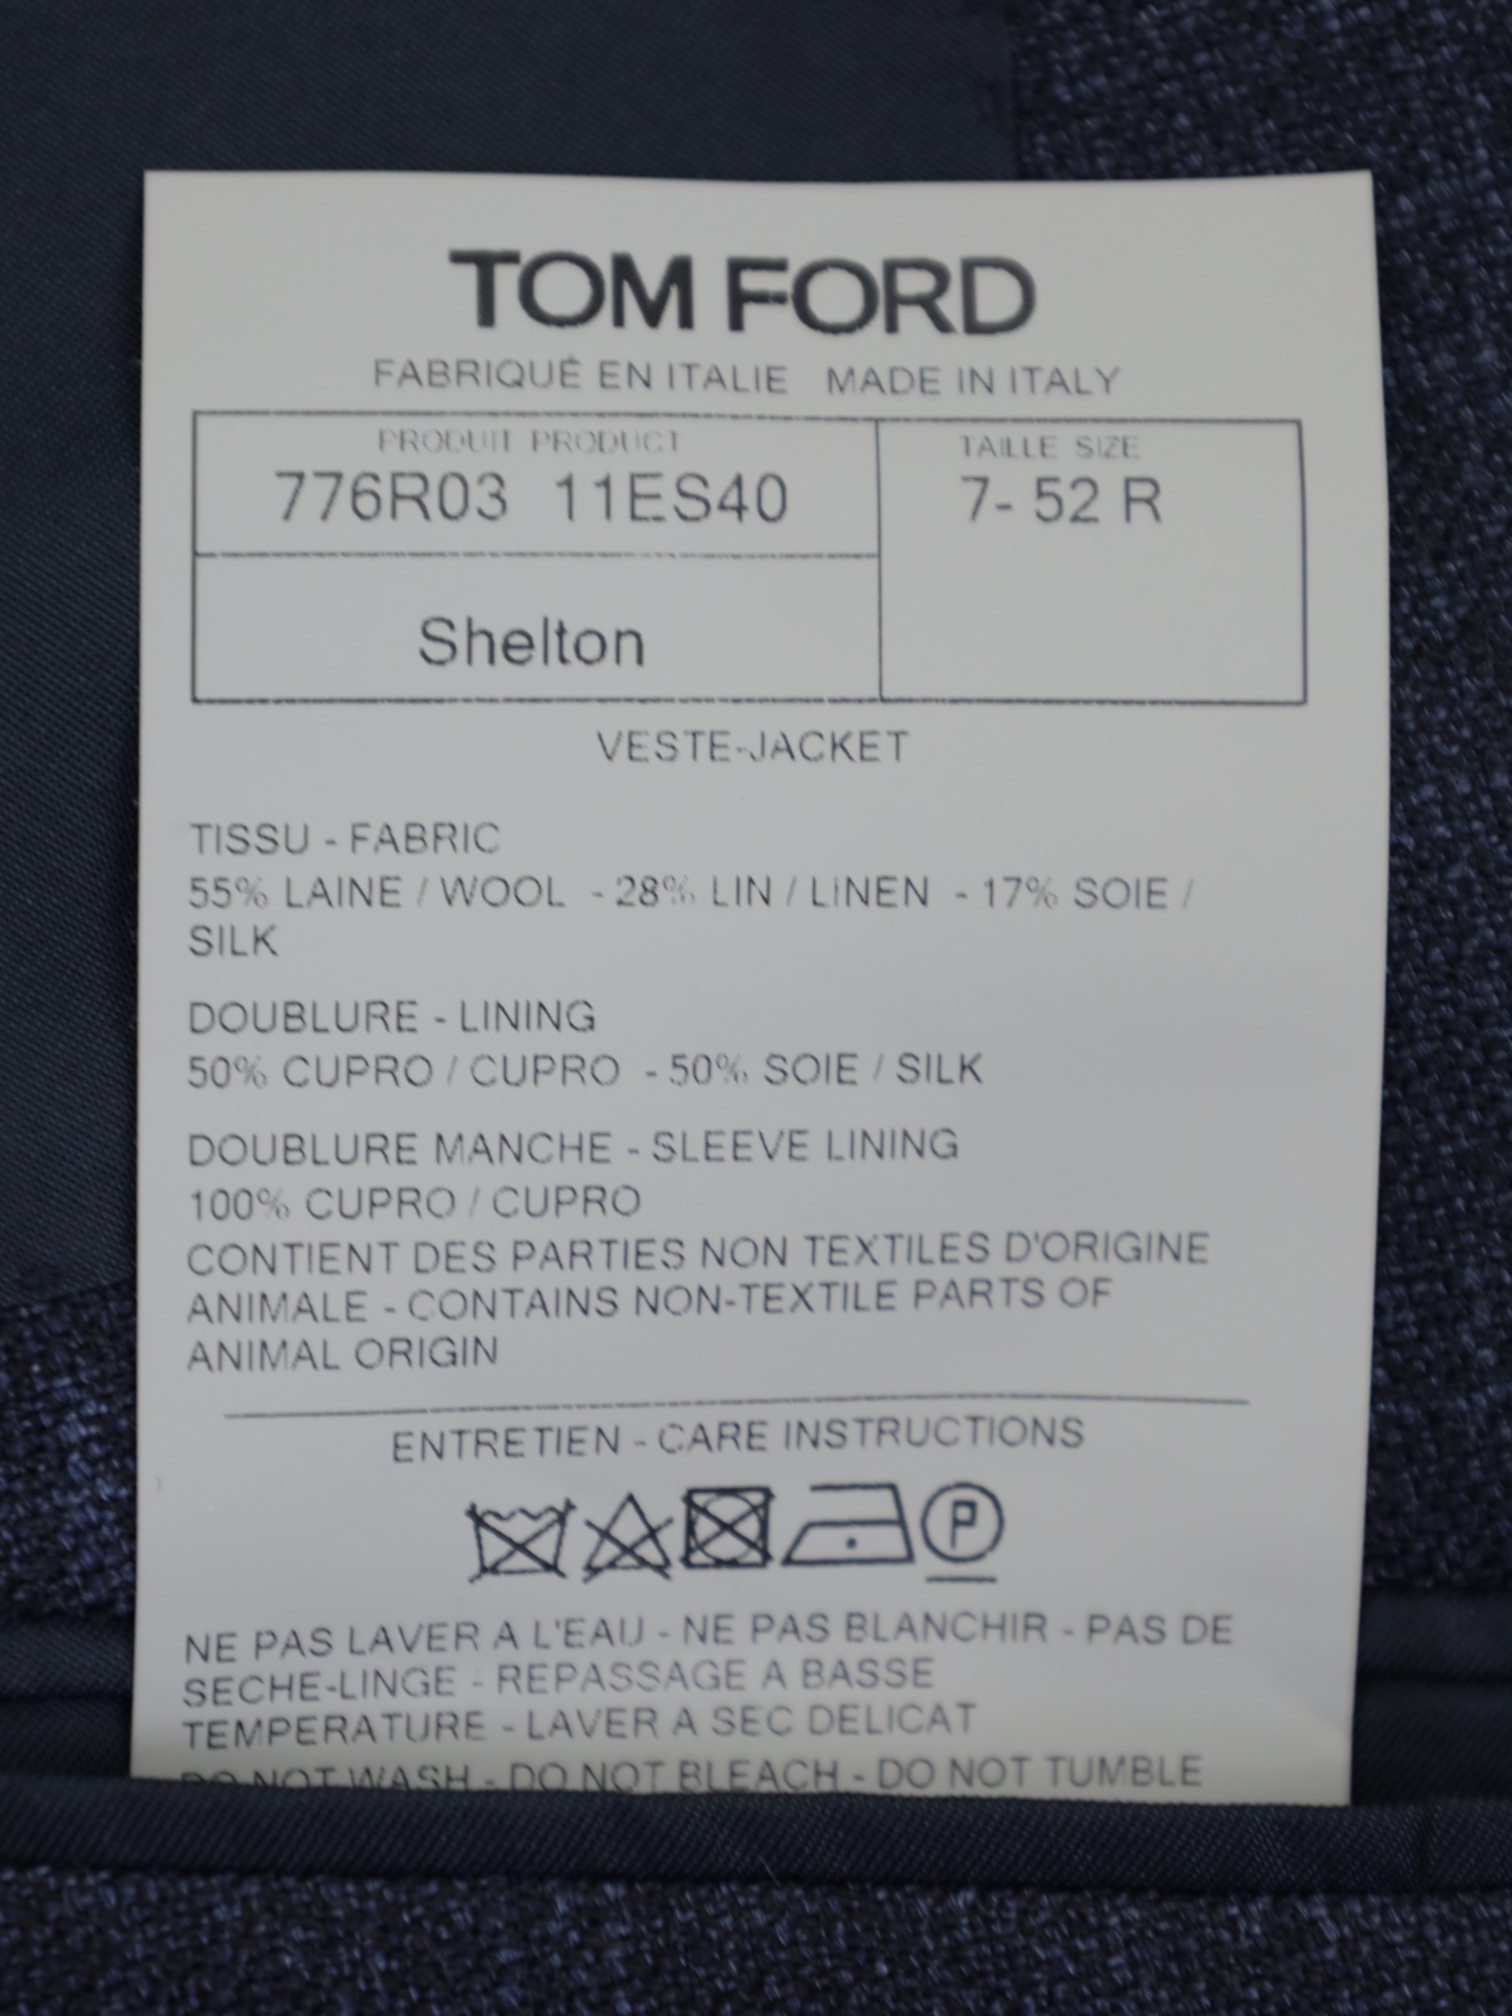 TOM FORD
FABRIQUÉ EN ITALIE MADE IN ITALY
PRODUIT PRODUCT
776R03 11ES40
TAILLE SIZE
7- 52 R
Shelton
VESTE-JACKET
TISSU - FABRIC
55% LAINE / WOOL - 28% LIN / LINEN - 17% SOIE /
SILK
DOUBLURE - LINING
50% CUPRO / CUPRO - 50% SOIE / SILK
DOUBLURE MANCHE - SLEEVE LINING
100% CUPRO / CUPRO
CONTIENT DES PARTIES NON TEXTILES D'ORIGINE
ANIMALE - CONTAINS NON-TEXTILE PARTS OF
ANIMAL ORIGIN
ENTRETIEN - CARE INSTRUCTIONS
P
NE PAS LAVER A L'EAU - NE PAS BLANCHIR - PAS DE
SECHE-LINGE - REPASSAGE A BASSE
TEMPERATURE - LAVER A SEC DELICAT
DO NOT WASH - DO NOT BLEACH - DO NOT TUMBLE